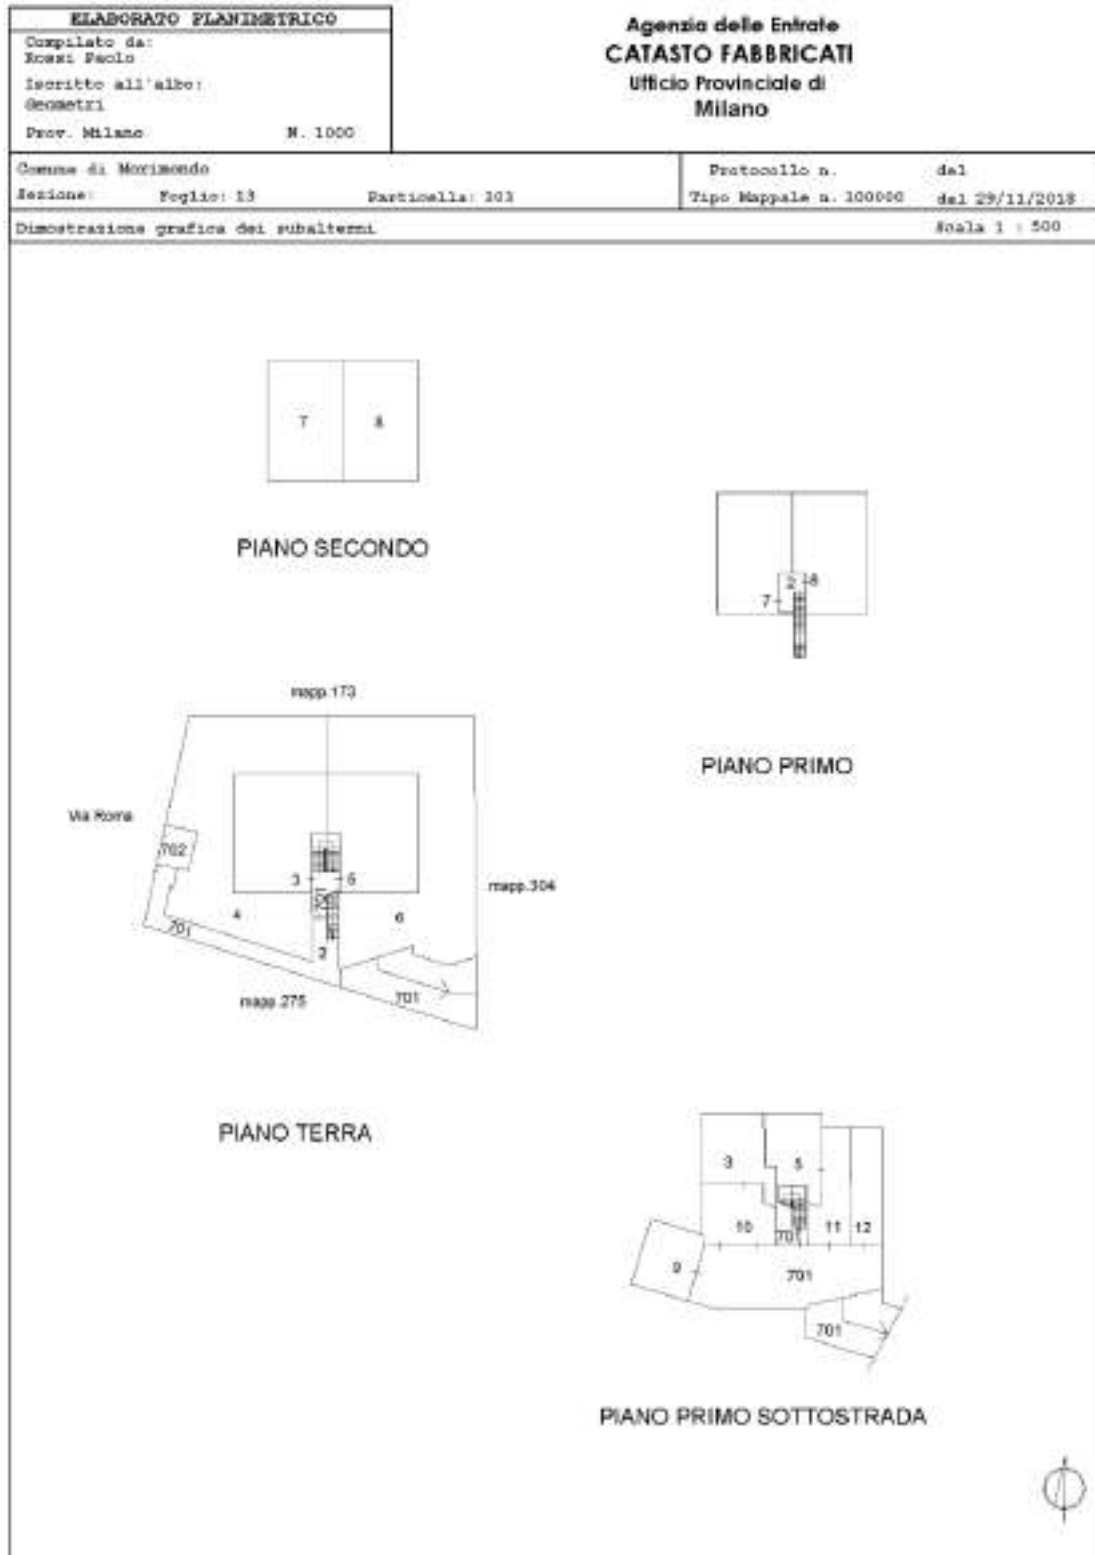 ELABORATO PLANIMETRICO
Compilato da:
Rossi Paolo
Iscritto all'albo:
Geometri
Prov. Milano N. 1000
Agenzia delle Entrate
CATASTO FABBRICATI
Ufficio Provinciale di
Milano
Comune di Morimondo
Sezione: Foglio: 13 Particella: 303
Protocollo n. del
Tipo Mappale n. 100000 del 29/11/2018
Dimostrazione grafica dei subalterni Scala 1 : 500
7 8
PIANO SECONDO
2 8
7
PIANO PRIMO
mapp.173
Via Roma
702
3 5
mapp.304
701
4 6
701
2
mapp.275 701
PIANO TERRA
3 5
10 11 12
701
9 701
701
PIANO PRIMO SOTTOSTRADA